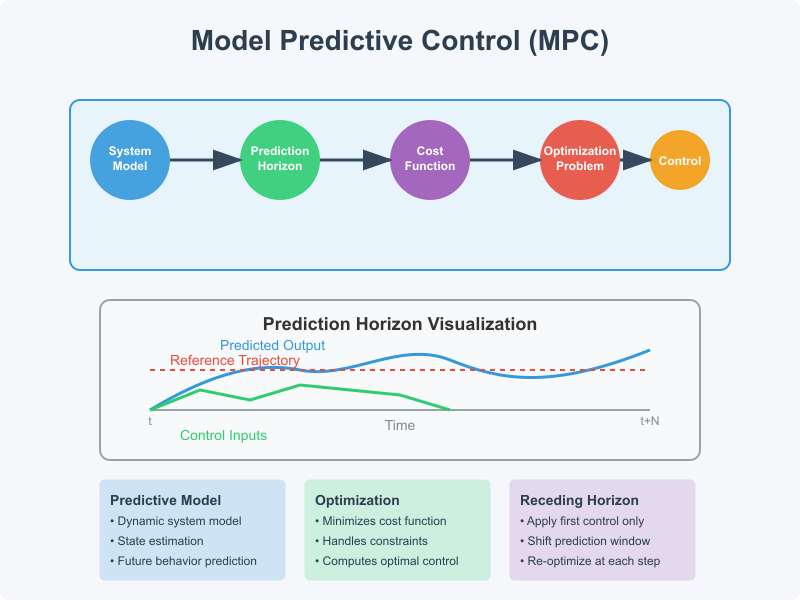 Model Predictive Control (MPC)
System
Model
Prediction
Horizon
Cost
Function
Optimization
Problem
Control
Prediction Horizon Visualization
Predicted Output
Reference Trajectory
t
Time
t+N
Control Inputs
Predictive Model
• Dynamic system model
• State estimation
• Future behavior prediction
Optimization
• Minimizes cost function
• Handles constraints
• Computes optimal control
Receding Horizon
• Apply first control only
• Shift prediction window
• Re-optimize at each step